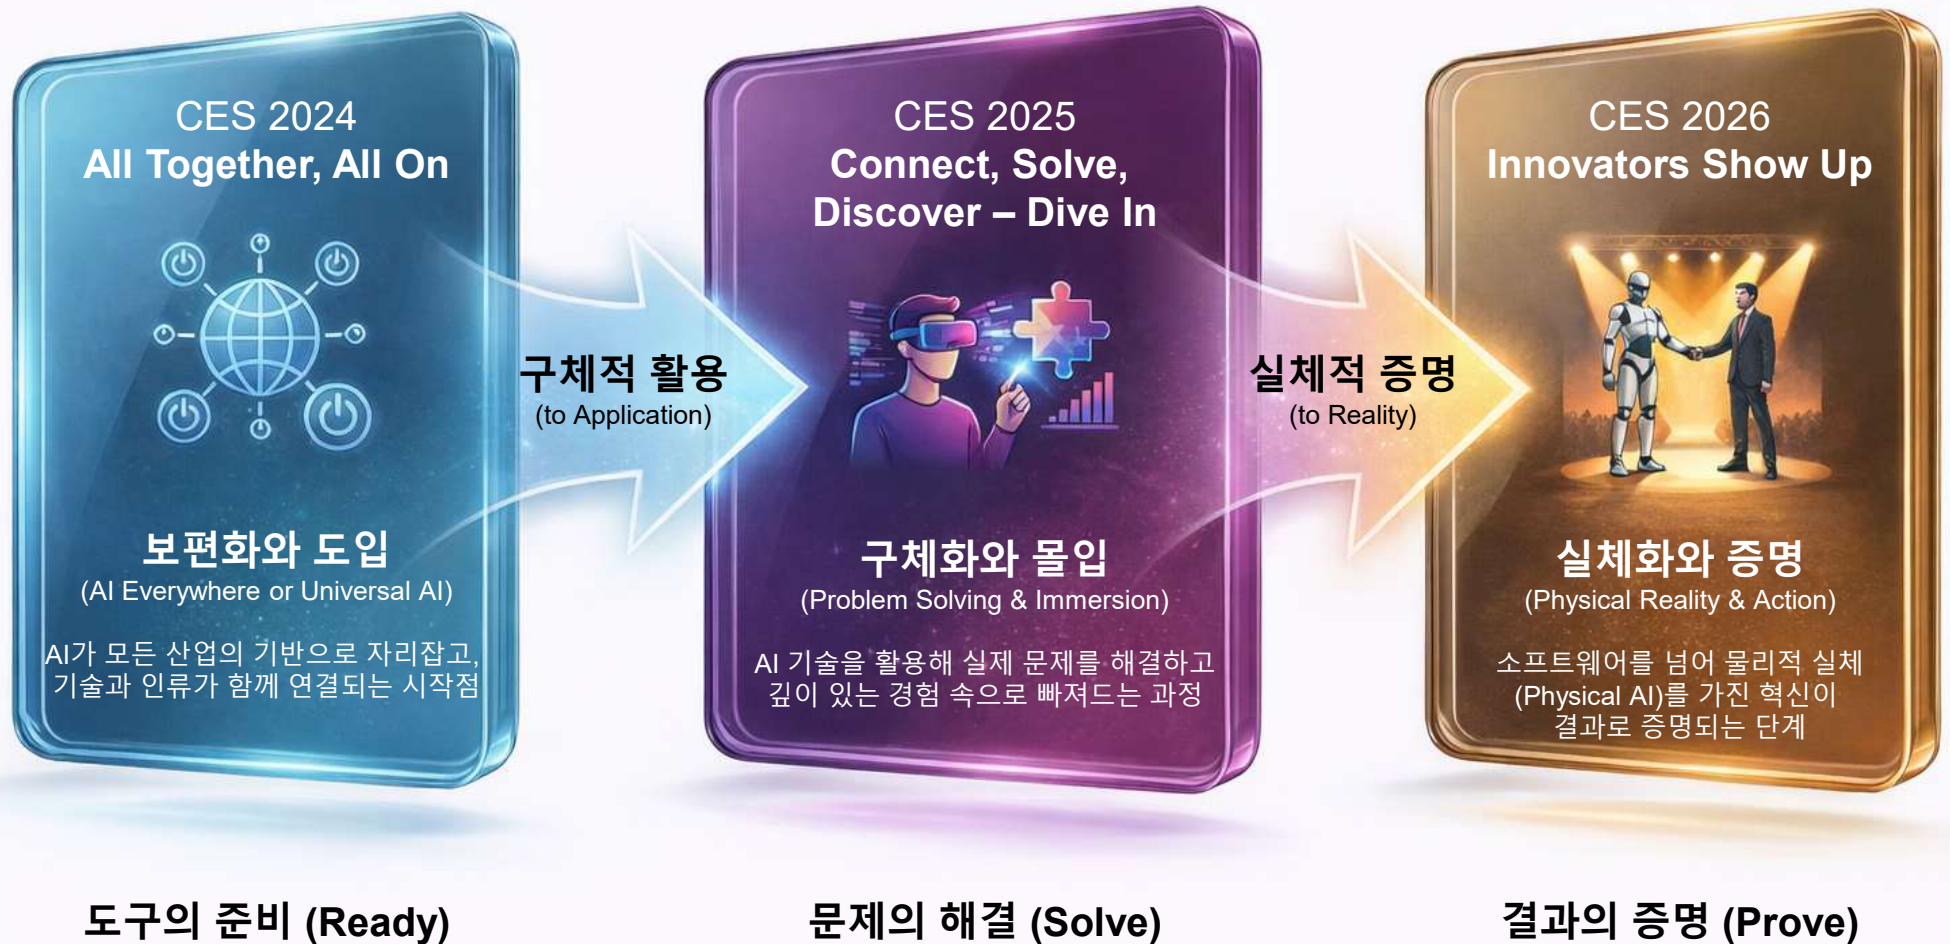 CES 2024
All Together, All On
보편화와 도입
(AI Everywhere or Universal AI)
AI가 모든 산업의 기반으로 자리잡고,
기술과 인류가 함께 연결되는 시작점
구체적 활용
(to Application)
CES 2025
Connect, Solve,
Discover – Dive In
구체화와 몰입
(Problem Solving & Immersion)
AI 기술을 활용해 실제 문제를 해결하고
깊이 있는 경험 속으로 빠져드는 과정
실체적 증명
(to Reality)
CES 2026
Innovators Show Up
실체화와 증명
(Physical Reality & Action)
소프트웨어를 넘어 물리적 실체
(Physical AI)를 가진 혁신이
결과로 증명되는 단계
도구의 준비 (Ready)
문제의 해결 (Solve)
결과의 증명 (Prove)